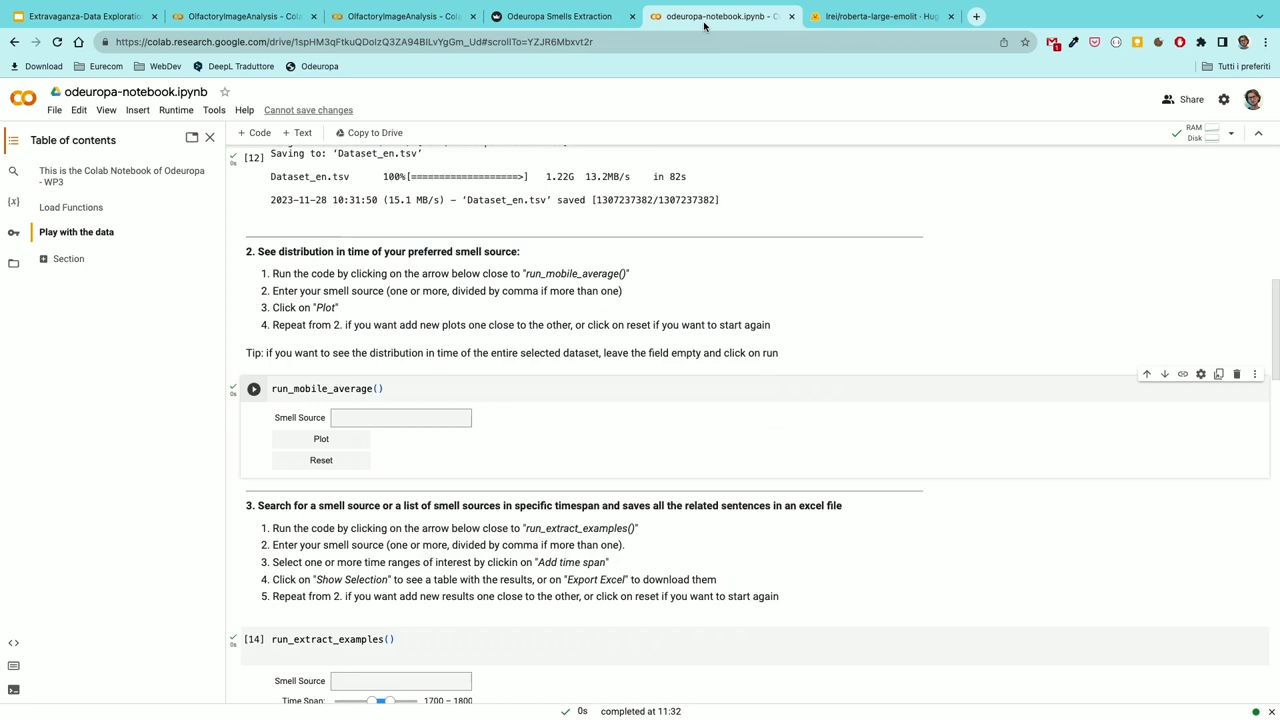 Extravaganza-Data Exploratio
OlfactoryImageAnalysis - Colab
OlfactoryImageAnalysis - Colab
Odeuropa Smells Extraction
odeuropa-notebook.ipynb - C
Irei/roberta-large-emolit · Hug
https://colab.research.google.com/drive/1spHM3qFtkuQDolzQ3ZA94BILvYgGm_Ud#scrollTo=YZJR6Mbxvt2r
Download
Eurecom
WebDev
DeepL Traduttore
Odeuropa
Tutti i preferiti
odeuropa-notebook.ipynb
File Edit View Insert Runtime Tools Help Cannot save changes
Share
+ Code + Text Copy to Drive
RAM
Disk
Table of contents
This is the Colab Notebook of Odeuropa
- WP3
Load Functions
Play with the data
Section
Saving to: ‘Dataset_en.tsv’
[12]
0s
Dataset_en.tsv 100%[===================>] 1.22G 13.2MB/s in 82s
2023-11-28 10:31:50 (15.1 MB/s) - ‘Dataset_en.tsv’ saved [1307237382/1307237382]
2. See distribution in time of your preferred smell source:
1. Run the code by clicking on the arrow below close to "run_mobile_average()"
2. Enter your smell source (one or more, divided by comma if more than one)
3. Click on "Plot"
4. Repeat from 2. if you want add new plots one close to the other, or click on reset if you want to start again
Tip: if you want to see the distribution in time of the entire selected dataset, leave the field empty and click on run
0s
run_mobile_average()
Smell Source
Plot
Reset
3. Search for a smell source or a list of smell sources in specific timespan and saves all the related sentences in an excel file
1. Run the code by clicking on the arrow below close to "run_extract_examples()"
2. Enter your smell source (one or more, divided by comma if more than one).
3. Select one or more time ranges of interest by clickin on "Add time span"
4. Click on "Show Selection" to see a table with the results, or on "Export Excel" to download them
5. Repeat from 2. if you want add new results one close to the other, or click on reset if you want to start again
0s
[14] run_extract_examples()
Smell Source
Time Span: 1700 – 1800
0s completed at 11:32